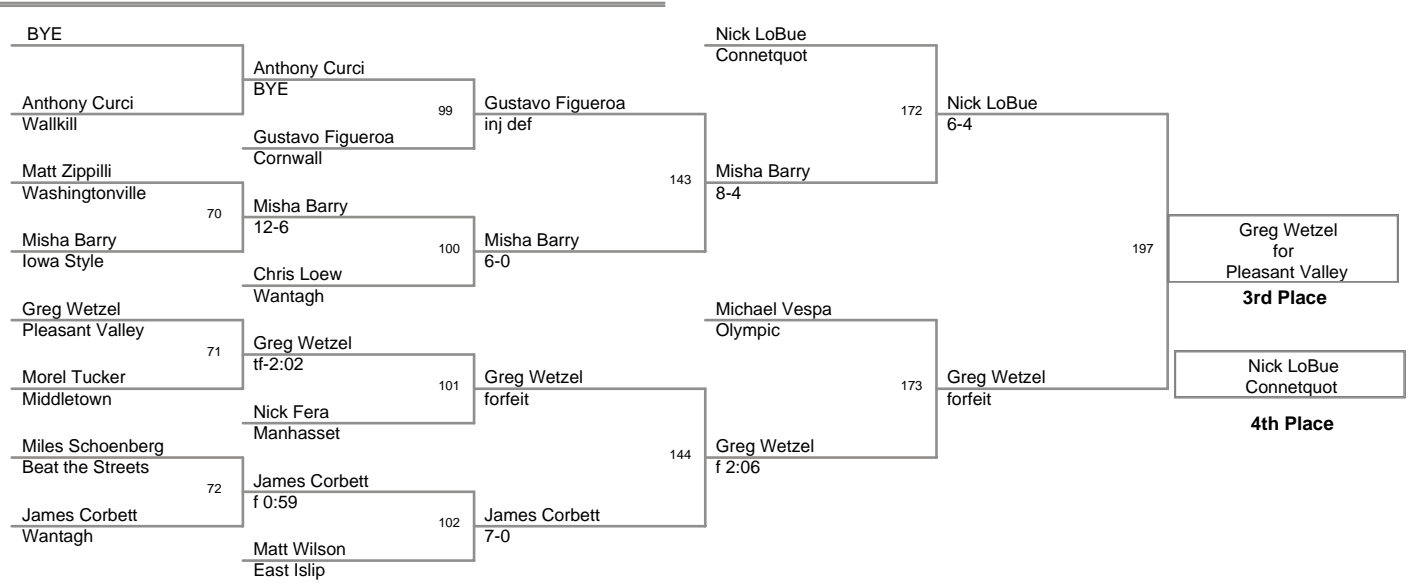 BYE
Anthony Curci
Wallkill
Matt Zippilli
Washingtonville
70
Misha Barry
Iowa Style
Greg Wetzel
Pleasant Valley
71
Morel Tucker
Middletown
Miles Schoenberg
Beat the Streets
72
James Corbett
Wantagh
Anthony Curci
BYE
99
Gustavo Figueroa
Cornwall
Misha Barry
12-6
100
Chris Loew
Wantagh
Greg Wetzel
tf-2:02
101
Nick Fera
Manhasset
James Corbett
f 0:59
102
Matt Wilson
East Islip
Gustavo Figueroa
inj def
143
Misha Barry
6-0
Greg Wetzel
forfeit
144
James Corbett
7-0
Nick LoBue
Connetquot
172
Misha Barry
8-4
Michael Vespa
Olympic
173
Greg Wetzel
f 2:06
Nick LoBue
6-4
197
Greg Wetzel
forfeit
Greg Wetzel
for
Pleasant Valley
3rd Place
Nick LoBue
Connetquot
4th Place